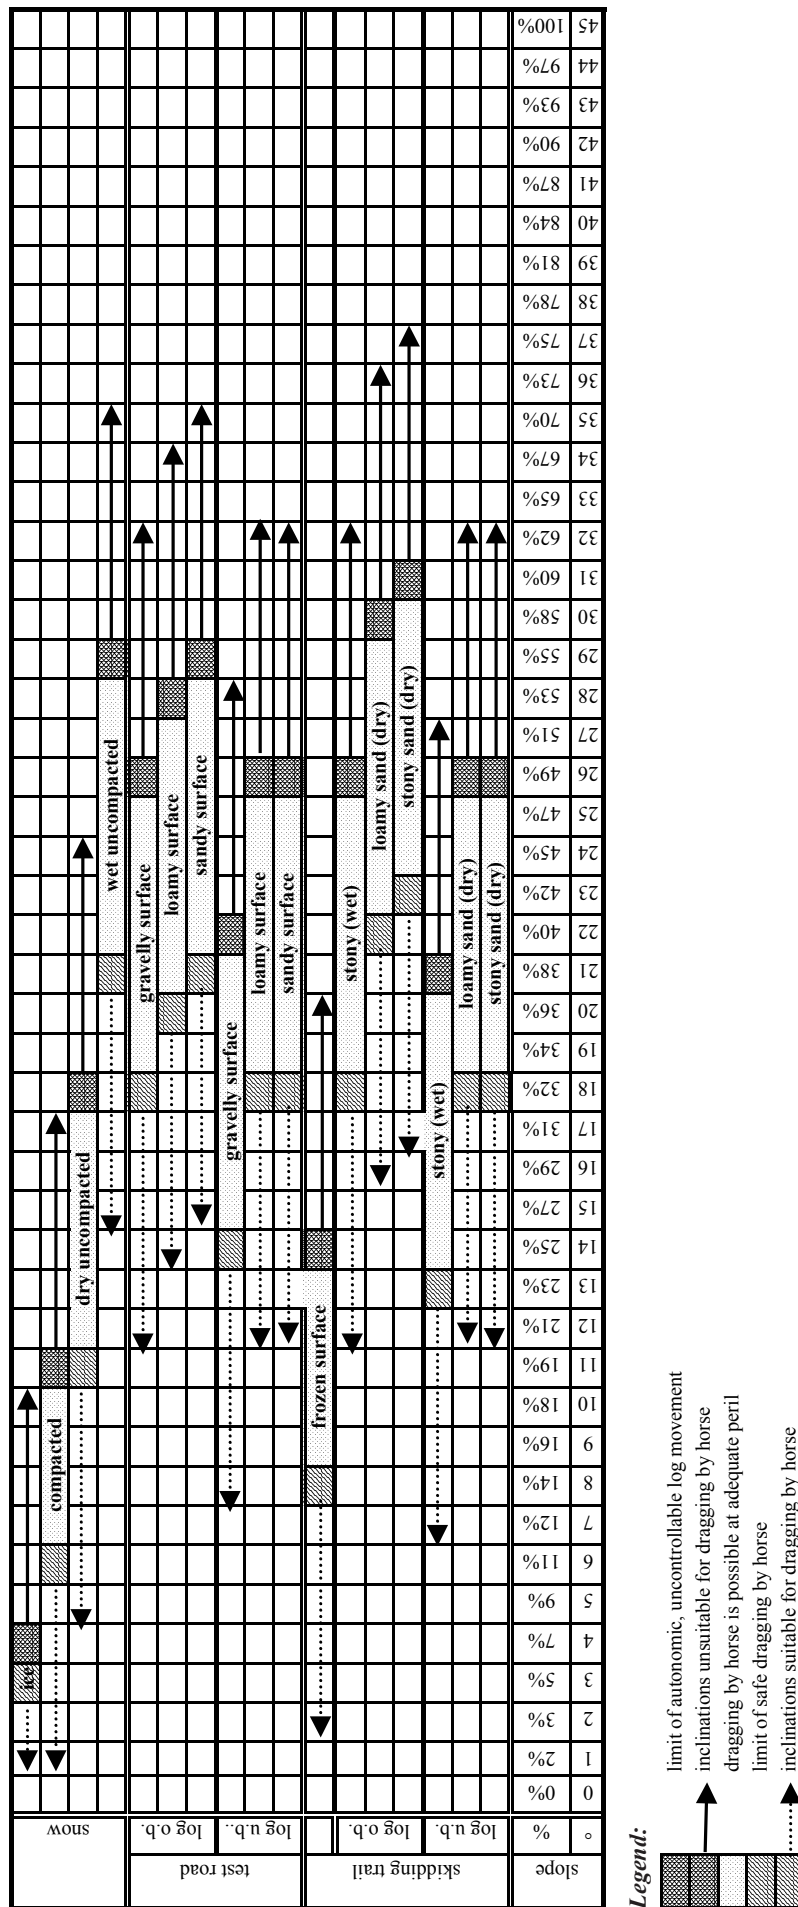 snow
ice
compacted
dry uncompacted
wet uncompacted
test road
log o.b.
gravelly surface
loamy surface
sandy surface
log u.b..
gravelly surface
loamy surface
sandy surface
skidding trail
frozen surface
log o.b.
stony (wet)
loamy sand (dry)
stony sand (dry)
log u.b
stony (wet)
loamy sand (dry)
stony sand (dry)
slope
% 0% 2% 3% 5% 7% 9% 11% 12% 14% 16% 18% 19% 21% 23% 25% 27% 29% 31% 32% 34% 36% 38% 40% 42% 45% 47% 49% 51% 53% 55% 58% 60% 62% 65% 67% 70% 73% 75% 78% 81% 84% 87% 90% 93% 97% 100%
° 0 1 2 3 4 5 6 7 8 9 10 11 12 13 14 15 16 17 18 19 20 21 22 23 24 25 26 27 28 29 30 31 32 33 34 35 36 37 38 39 40 41 42 43 44 45
Legend:
limit of autonomic, uncontrollable log movement
inclinations unsuitable for dragging by horse
dragging by horse is possible at adequate peril
limit of safe dragging by horse
inclinations suitable for dragging by horse